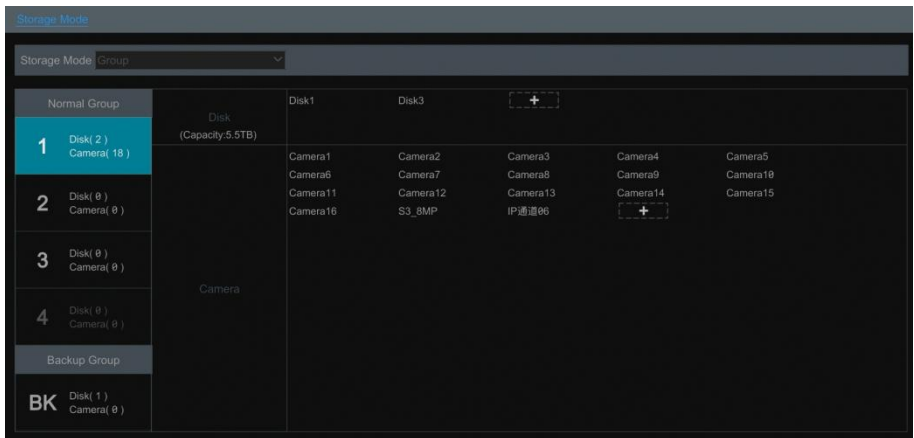 Storage Mode
Storage Mode Group
Normal Group
1 Disk( 2 )
Camera( 18 )
2 Disk( 0 )
Camera( 0 )
3 Disk( 0 )
Camera( 0 )
4 Disk( 0 )
Camera( 0 )
Backup Group
BK Disk( 1 )
Camera( 0 )
Disk
(Capacity:5.5TB)
Disk1 Disk3 +
Camera
Camera1 Camera2 Camera3 Camera4 Camera5
Camera6 Camera7 Camera8 Camera9 Camera10
Camera11 Camera12 Camera13 Camera14 Camera15
Camera16 S3_8MP IP通道06 +